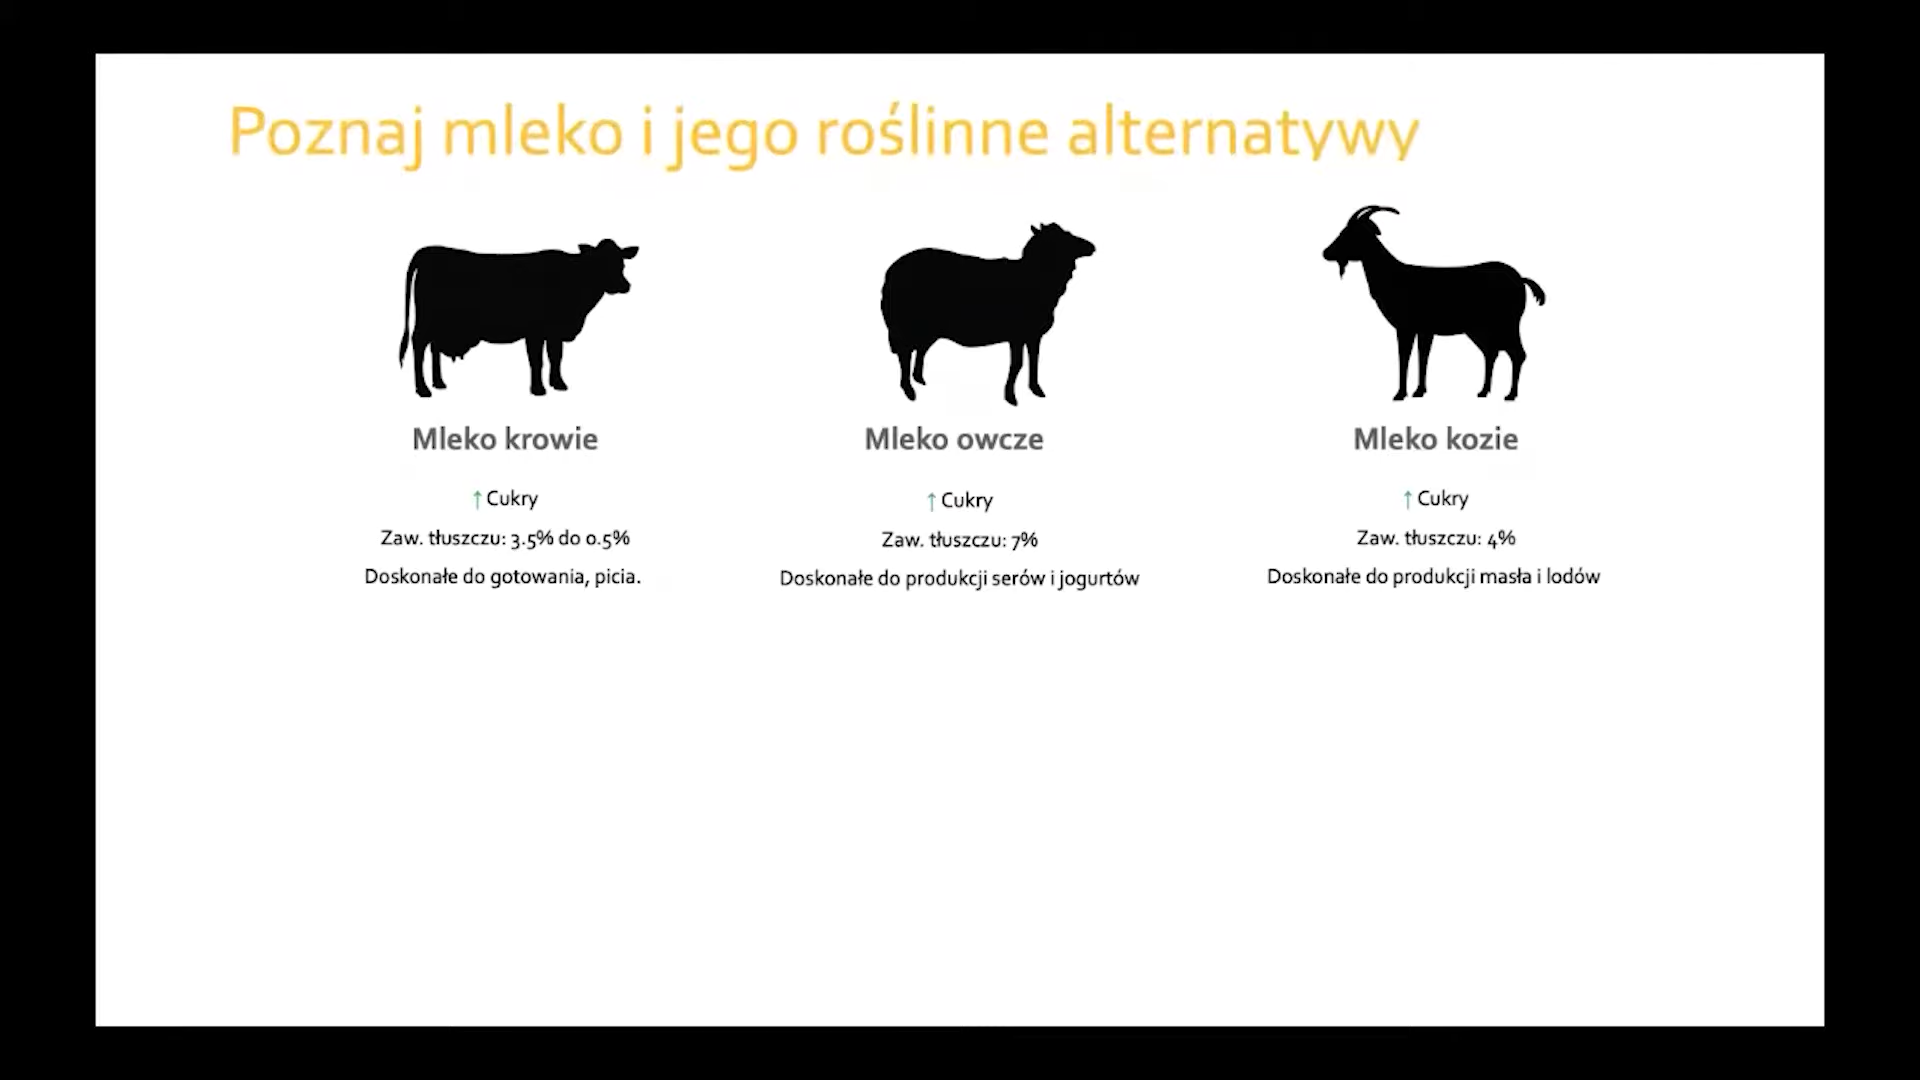 Poznaj mleko i jego roślinne alternatywy
Mleko krowie
↑ Cukry
Zaw. tłuszczu: 3.5% do 0.5%
Doskonałe do gotowania, picia.
Mleko owcze
↑ Cukry
Zaw. tłuszczu: 7%
Doskonałe do produkcji serów i jogurtów
Mleko kozie
↑ Cukry
Zaw. tłuszczu: 4%
Doskonałe do produkcji masła i lodów